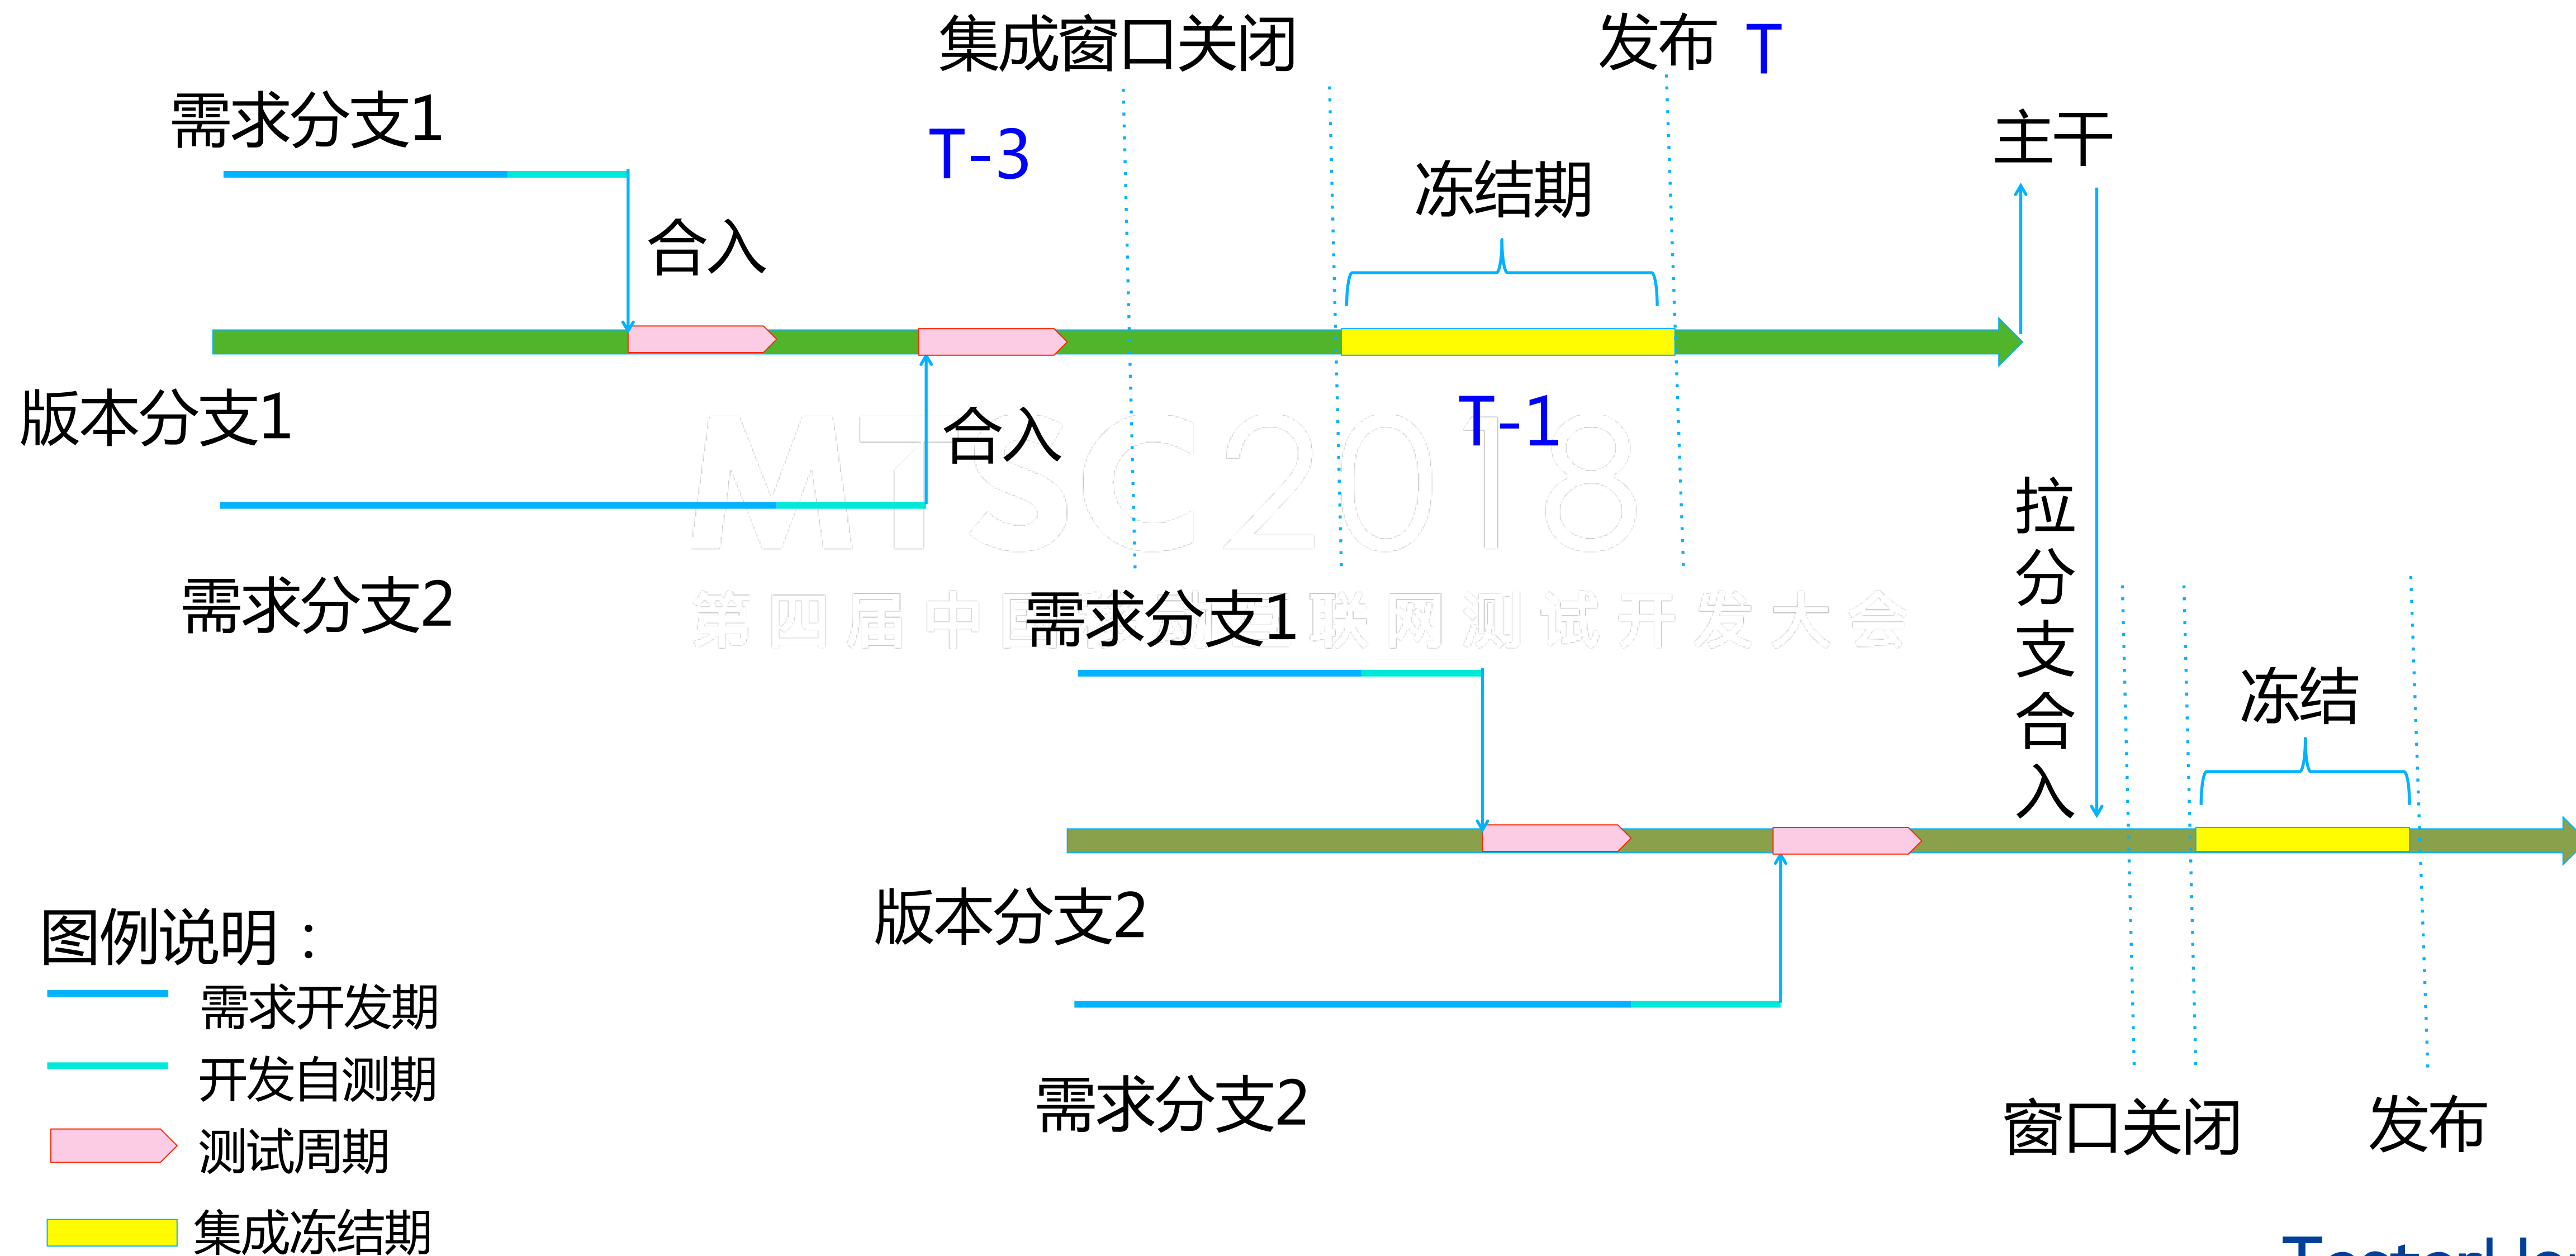 集成窗口关闭
发布 T
需求分支1
T-3
主干
冻结期
合入
版本分支1
T-1
合入
MTSC2018
拉分支合入
需求分支2
需求分支1
第四届中国移动互联网测试开发大会
冻结
版本分支2
图例说明：
需求开发期
开发自测期
需求分支2
窗口关闭
发布
测试周期
集成冻结期